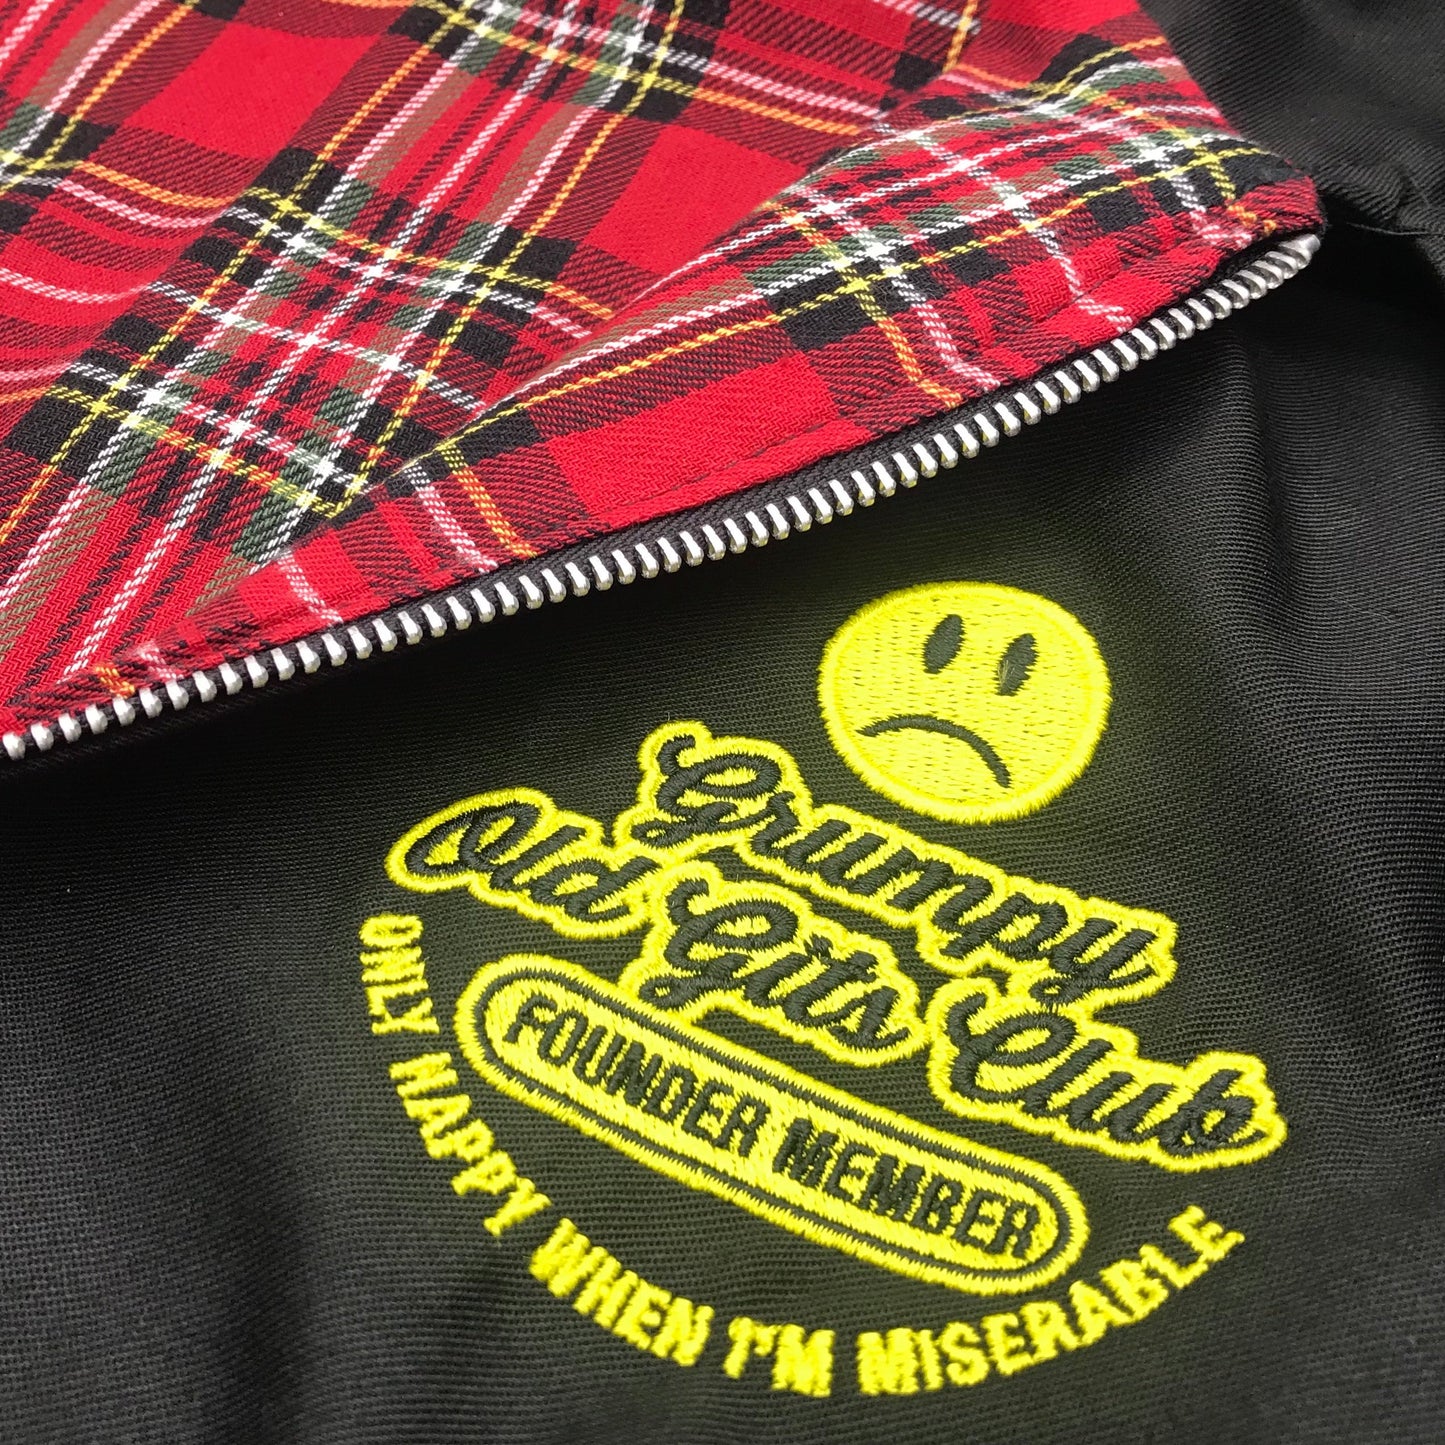 Grumpy
Old Gits Club
FOUNDER MEMBER
ONLY HAPPY WHEN I'M MISERABLE